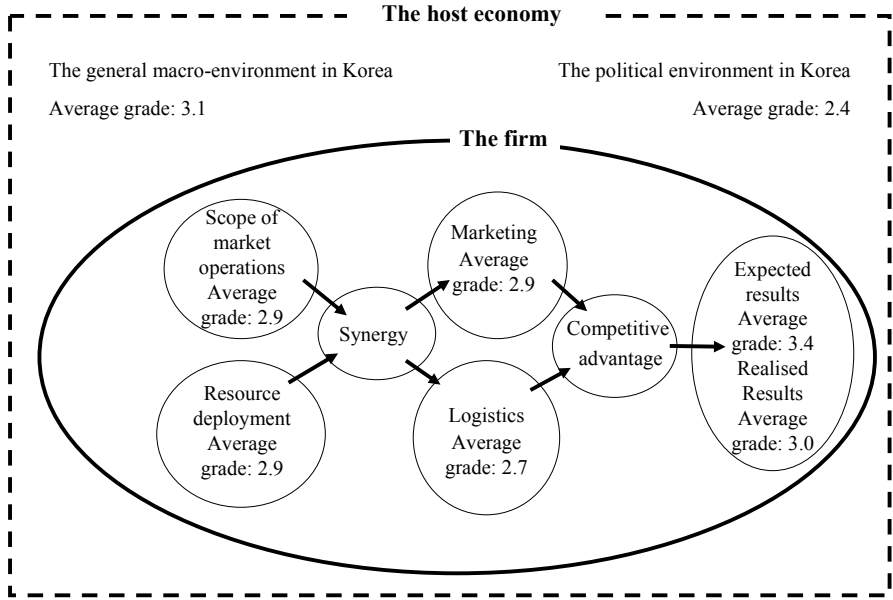 The host economy
The general macro-environment in Korea
Average grade: 3.1
The political environment in Korea
Average grade: 2.4
The firm
Scope of
market
operations
Average
grade: 2.9
Resource
deployment
Average
grade: 2.9
Synergy
Marketing
Average
grade: 2.9
Logistics
Average
grade: 2.7
Competitive
advantage
Expected
results
Average
grade: 3.4
Realised
Results
Average
grade: 3.0